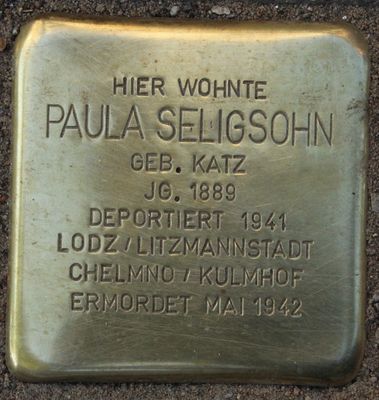 HIER WOHNTE
PAULA SELIGSOHN
GEB. KATZ
JG. 1889
DEPORTIERT 1941
LODZ / LITZMANNSTADT
CHELMNO / KULMHOF
ERMORDET MAI 1942